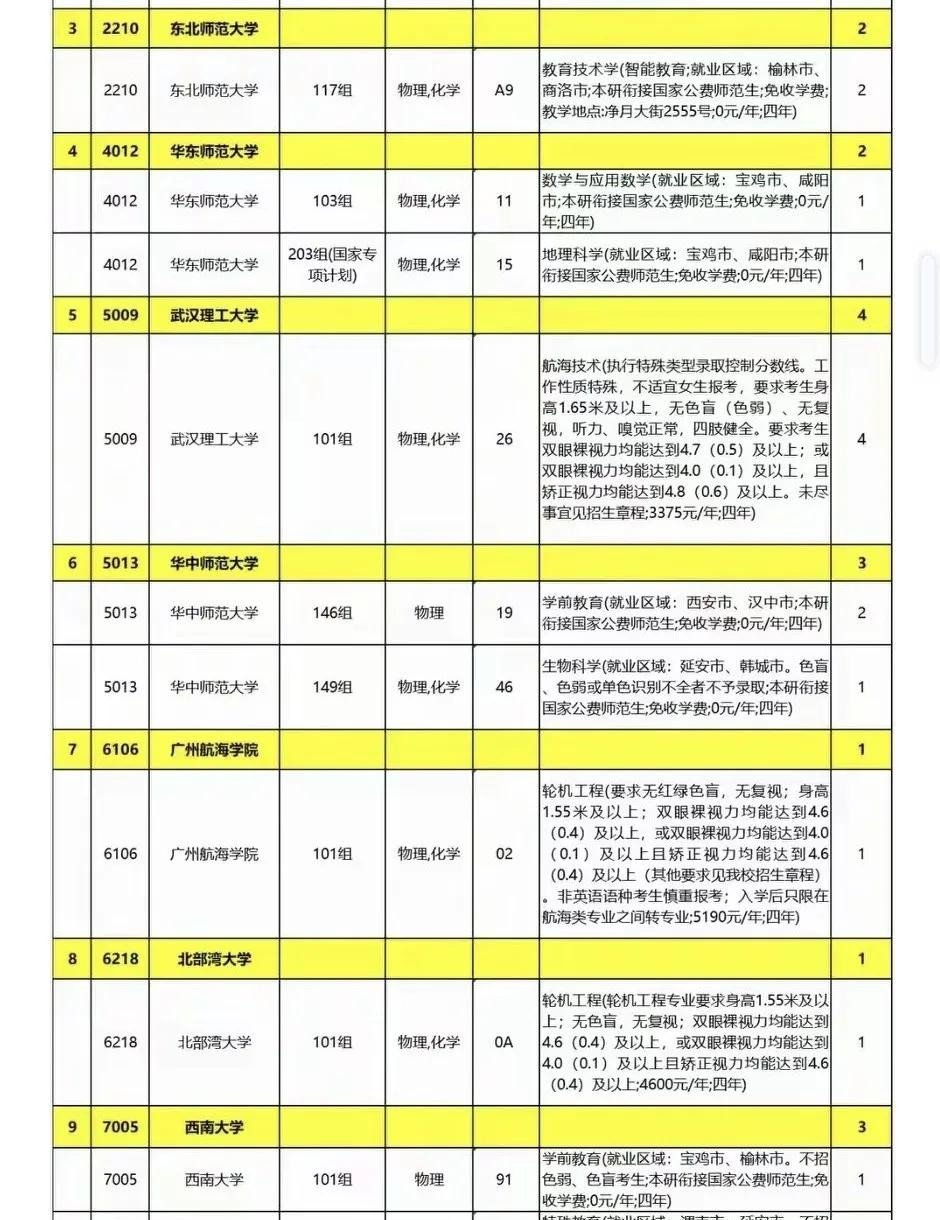 3 2210 东北师范大学 2
2210 东北师范大学 117组 物理,化学 A9 教育技术学(智能教育;就业区域：榆林市、
商洛市;本研衔接国家公费师范生;免收学费;
教学地点:净月大街2555号;0元/年;四年) 2
4 4012 华东师范大学 2
4012 华东师范大学 103组 物理,化学 11 数学与应用数学(就业区域：宝鸡市、咸阳
市;本研衔接国家公费师范生;免收学费;0元/
年;四年) 1
4012 华东师范大学 203组(国家专
项计划) 物理,化学 15 地理科学(就业区域：宝鸡市、咸阳市;本研
衔接国家公费师范生;免收学费;0元/年;四年) 1
5 5009 武汉理工大学 4
5009 武汉理工大学 101组 物理,化学 26 航海技术(执行特殊类型录取控制分数线。工
作性质特殊，不适宜女生报考，要求考生身
高1.65米及以上，无色盲（色弱）、无复
视，听力、嗅觉正常，四肢健全。要求考生
双眼裸视力均能达到4.7（0.5）及以上；或
双眼裸视力均能达到4.0（0.1）及以上，且
矫正视力均能达到4.8（0.6）及以上。未尽
事宜见招生章程;3375元/年;四年) 4
6 5013 华中师范大学 3
5013 华中师范大学 146组 物理 19 学前教育(就业区域：西安市、汉中市;本研
衔接国家公费师范生;免收学费;0元/年;四年) 2
5013 华中师范大学 149组 物理,化学 46 生物科学(就业区域：延安市、韩城市。色盲
、色弱或单色识别不全者不予录取;本研衔接
国家公费师范生;免收学费;0元/年;四年) 1
7 6106 广州航海学院 1
6106 广州航海学院 101组 物理,化学 02 轮机工程(要求无红绿色盲，无复视；身高
1.55米及以上；双眼裸视力均能达到4.6
（0.4）及以上，或双眼裸视力均能达到4.0
（0.1）及以上且矫正视力均能达到4.6
（0.4）及以上（其他要求见我校招生章程）
。非英语语种考生慎重报考；入学后只限在
航海类专业之间转专业;5190元/年;四年) 1
8 6218 北部湾大学 1
6218 北部湾大学 101组 物理,化学 0A 轮机工程(轮机工程专业要求身高1.55米及以
上；无色盲，无复视；双眼裸视力均能达到
4.6（0.4）及以上，或双眼裸视力均能达到
4.0（0.1）及以上且矫正视力均能达到4.6
（0.4）及以上;4600元/年;四年) 1
9 7005 西南大学 3
7005 西南大学 101组 物理 91 学前教育(就业区域：宝鸡市、榆林市。不招
色弱、色盲考生;本研衔接国家公费师范生;免
收学费;0元/年;四年) 1